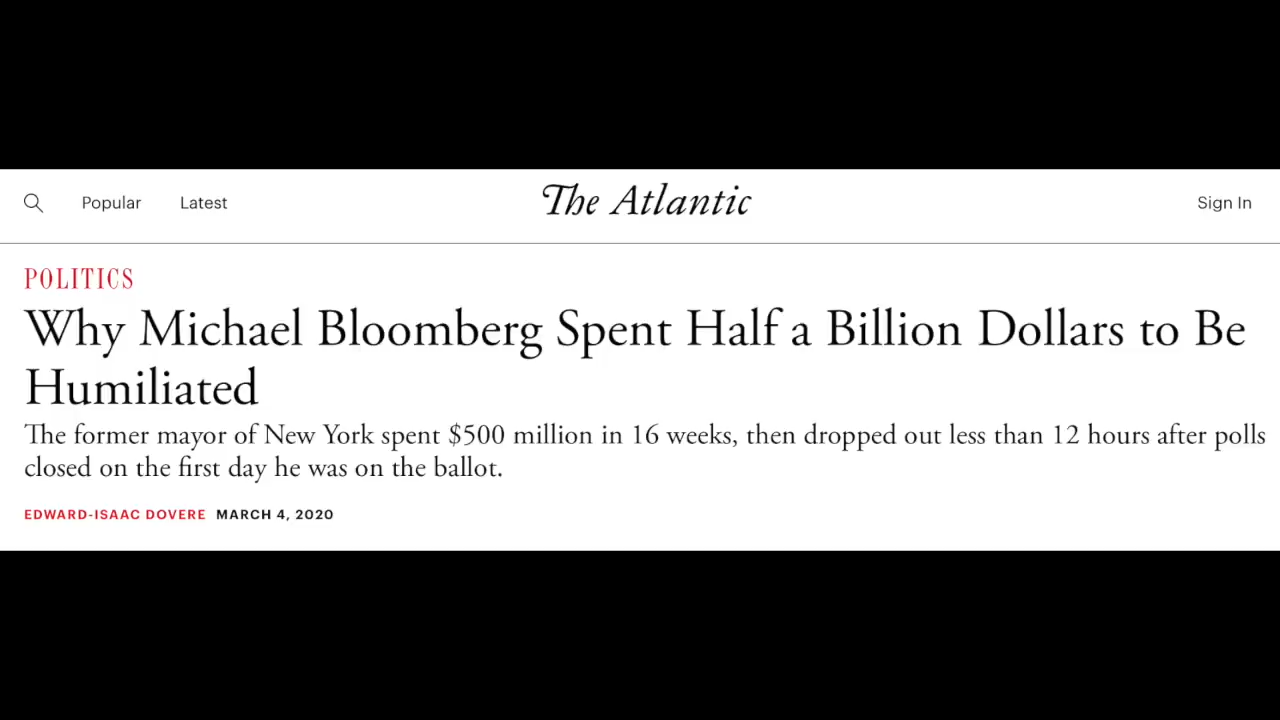 Popular Latest The Atlantic Sign In
POLITICS
Why Michael Bloomberg Spent Half a Billion Dollars to Be
Humiliated
The former mayor of New York spent $500 million in 16 weeks, then dropped out less than 12 hours after polls
closed on the first day he was on the ballot.
EDWARD-ISAAC DOVERE MARCH 4, 2020